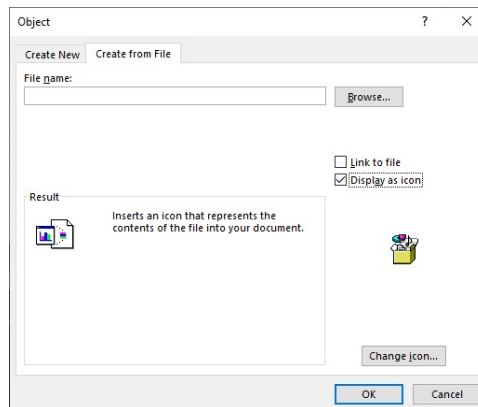 Object
? X
Create New
Create from File
File name:
Browse...
Link to file
Display as icon
Result
Inserts an icon that represents the
contents of the file into your document.
Change icon...
OK
Cancel